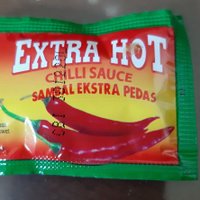 EXTRA HOT
CHILLI SAUCE
SAMBAL EKSTRA PEDAS